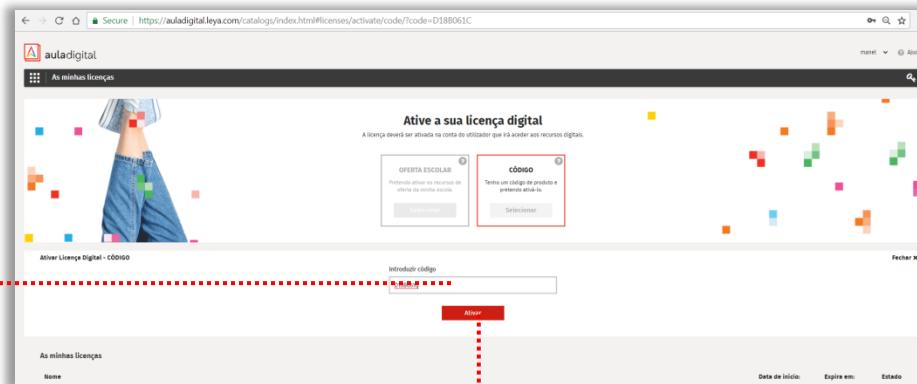 Secure | https://auladigital.leya.com/catalogs/index.html#licenses/activate/code/?code=D18B061C
auladigital
manel
As minhas licenças
Ative a sua licença digital
A licença deverá ser ativada na conta do utilizador que irá aceder aos recursos digitais.
OFERTA ESCOLAR
Pretendo ativar os recursos de
oferta da minha escola.
Selecionar
CÓDIGO
Tenho um código de produto e
pretendo ativá-lo.
Selecionar
Ativar Licença Digital - CÓDIGO
Fechar X
Introduzir código
Ativar
As minhas licenças
Nome
Data de início:
Expira em:
Estado